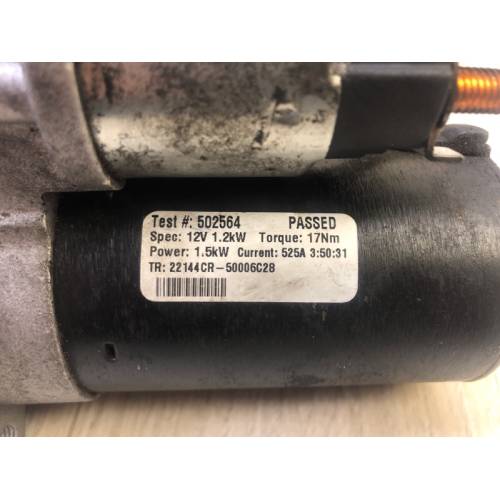 Test #: 502564 PASSED
Spec: 12V 1.2kW Torque: 17Nm
Power: 1.5kW Current: 525A 3:50:31
TR: 22144CR-50006C28